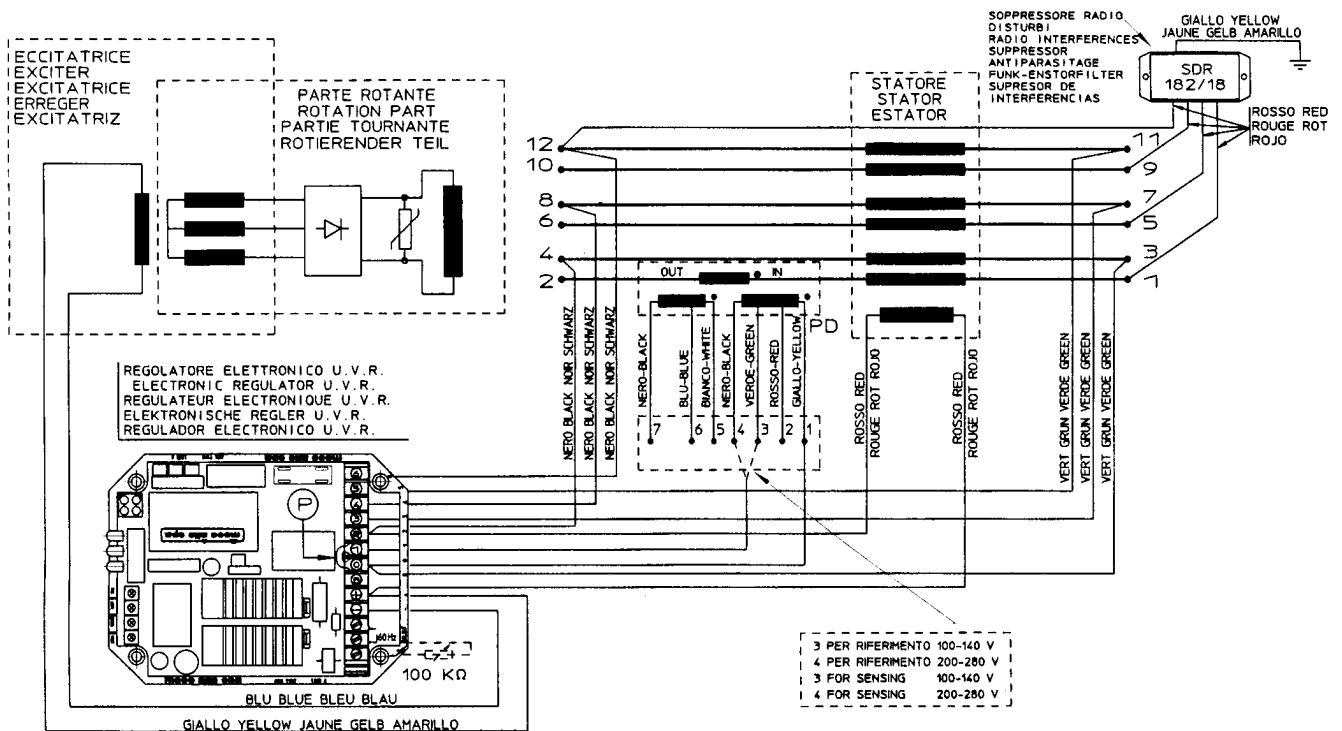 ECCITATRICE
EXCITER
EXCITATRICE
ERREGER
EXCITATRIZ
PARTE ROTANTE
ROTATION PART
PARTIE TOURNANTE
ROTIERENDER TEIL
STATORE
STATOR
ESTATOR
SOPPRESSORE RADIO
DISTURBI
RADIO INTERFERENCES
SUPPRESSOR
ANTIPARASITAGE
FUNK-ENSTORFILTER
SUPRESOR DE
INTERFERENCIAS
GIALLO YELLOW
JAUNE GELB AMARILLO
SDR
182/18
ROSSO RED
ROUGE ROT
ROJO
12
10
8
6
4
2
11
9
7
5
3
1
OUT
IN
PD
NERO-BLACK
BLU-BLUE
BIANCO-WHITE
NERO-BLACK
VERDE-GREEN
ROSSO-RED
GIALLO-YELLOW
7
6
5
4
3
2
1
NERO BLACK NOIR SCHWARZ
NERO BLACK NOIR SCHWARZ
NERO BLACK NOIR SCHWARZ
ROSSO RED
ROUGE ROT ROJO
ROSSO RED
ROUGE ROT ROJO
VERT GRUN VERDE GREEN
VERT GRUN VERDE GREEN
VERT GRUN VERDE GREEN
REGOLATORE ELETTRONICO U.V.R.
ELECTRONIC REGULATOR U.V.R.
REGULATEUR ELECTRONIQUE U.V.R.
ELEKTRONISCHE REGLER U.V.R.
REGULADOR ELECTRONICO U.V.R.
P
60Hz
100 KΩ
BLU BLUE BLEU BLAU
GIALLO YELLOW JAUNE GELB AMARILLO
3 PER RIFERIMENTO 100-140 V
4 PER RIFERIMENTO 200-280 V
3 FOR SENSING 100-140 V
4 FOR SENSING 200-280 V